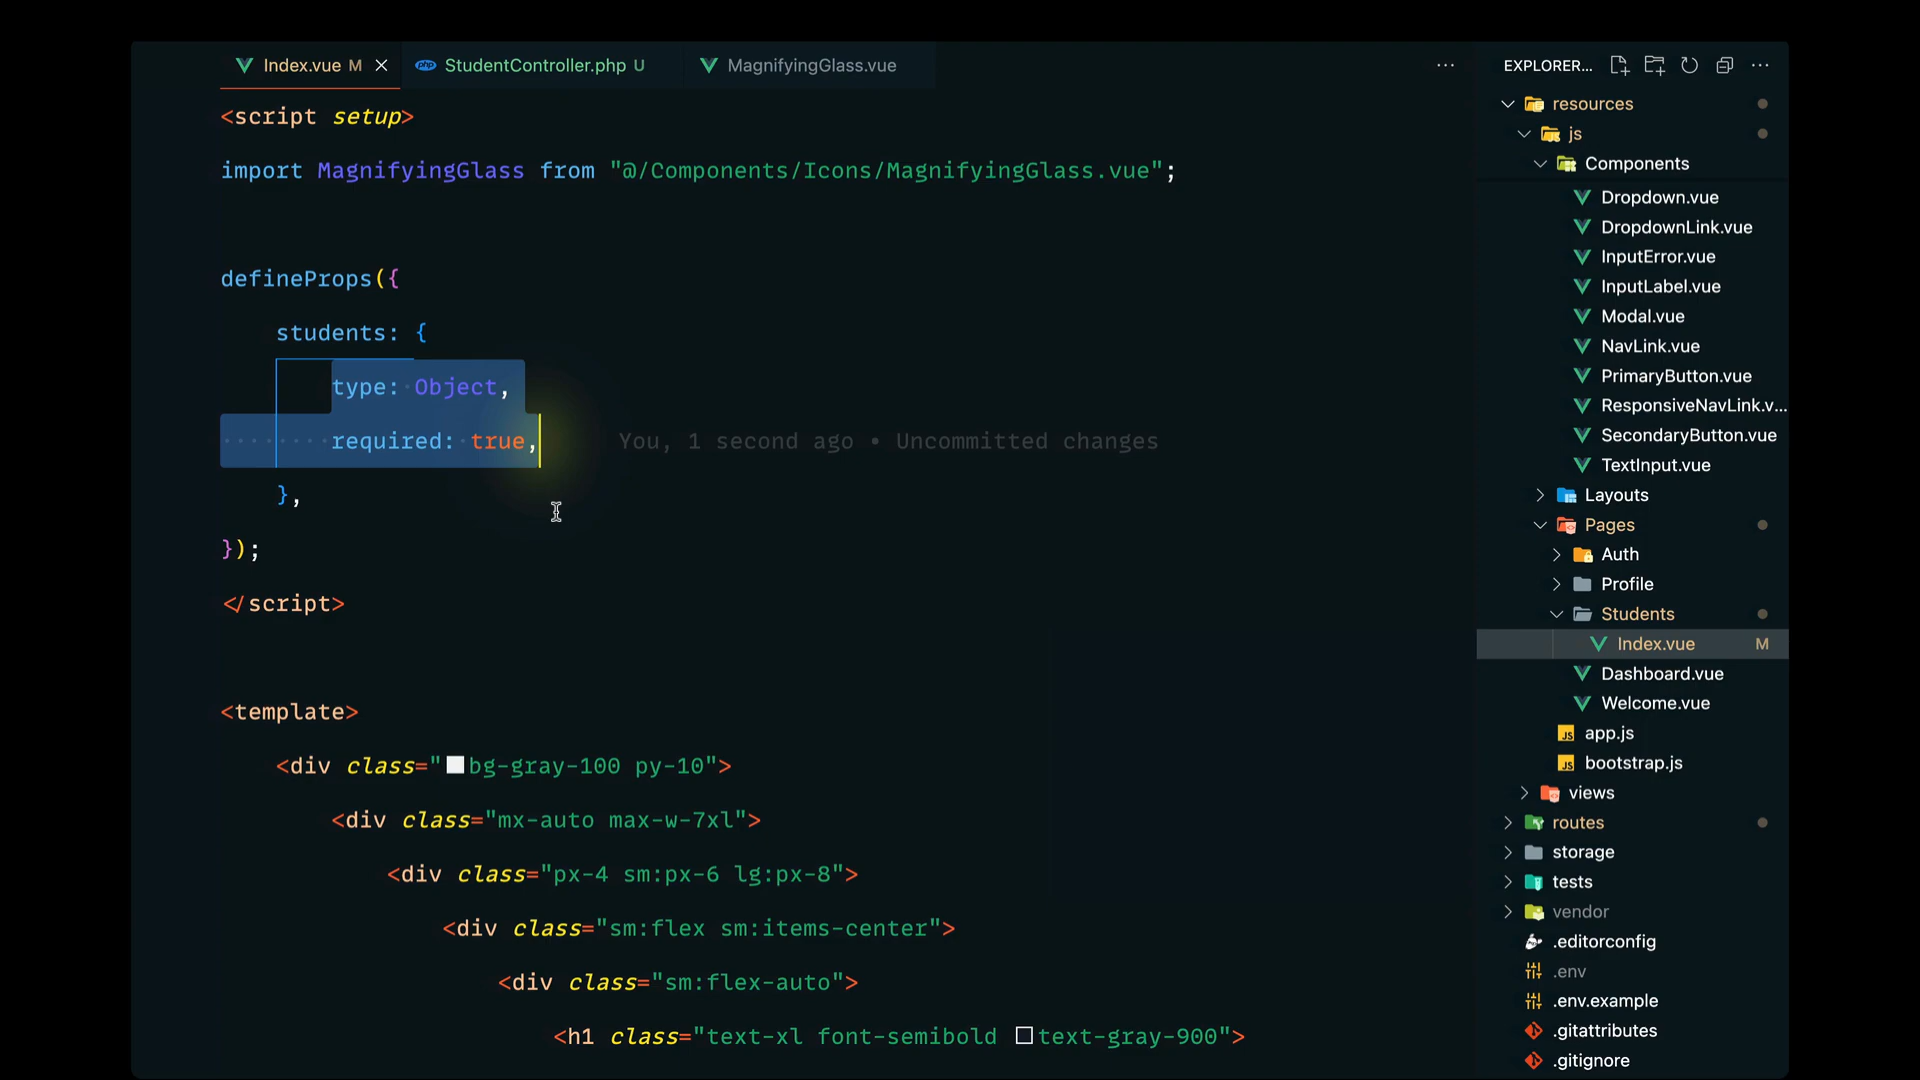 Index.vue M
StudentController.php U
MagnifyingGlass.vue
<script setup>
import MagnifyingGlass from "@/Components/Icons/MagnifyingGlass.vue";
defineProps({
students: {
type: Object,
required: true,
You, 1 second ago • Uncommitted changes
},
});
</script>
<template>
<div class="bg-gray-100 py-10">
<div class="mx-auto max-w-7xl">
<div class="px-4 sm:px-6 lg:px-8">
<div class="sm:flex sm:items-center">
<div class="sm:flex-auto">
<h1 class="text-xl font-semibold text-gray-900">
EXPLORER...
resources
js
Components
Dropdown.vue
DropdownLink.vue
InputError.vue
InputLabel.vue
Modal.vue
NavLink.vue
PrimaryButton.vue
ResponsiveNavLink.v...
SecondaryButton.vue
TextInput.vue
Layouts
Pages
Auth
Profile
Students
Index.vue M
Dashboard.vue
Welcome.vue
JS app.js
JS bootstrap.js
views
routes
storage
tests
vendor
.editorconfig
.env
.env.example
.gitattributes
.gitignore